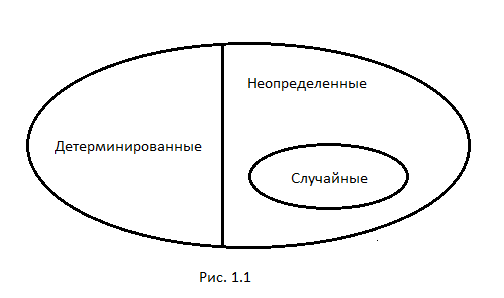 Неопределенные
Детерминированные
Случайные
Рис. 1.1